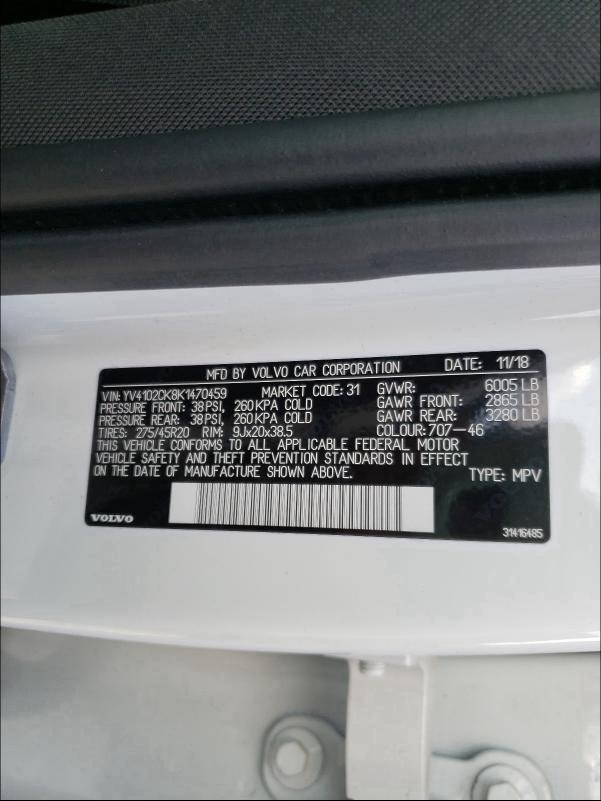 MFD BY VOLVO CAR CORPORATION DATE: 11/18
VIN: YV4102CK8K1470459 MARKET CODE: 31 GVWR: 6005 LB
PRESSURE FRONT: 38 PSI, 260 KPA COLD GAWR FRONT: 2865 LB
PRESSURE REAR: 38 PSI, 260 KPA COLD GAWR REAR: 3280 LB
TIRES: 275/45R20 RIM: 9Jx20x38.5 COLOUR: 707-46
THIS VEHICLE CONFORMS TO ALL APPLICABLE FEDERAL MOTOR
VEHICLE SAFETY AND THEFT PREVENTION STANDARDS IN EFFECT
ON THE DATE OF MANUFACTURE SHOWN ABOVE. TYPE: MPV
VOLVO 31416485